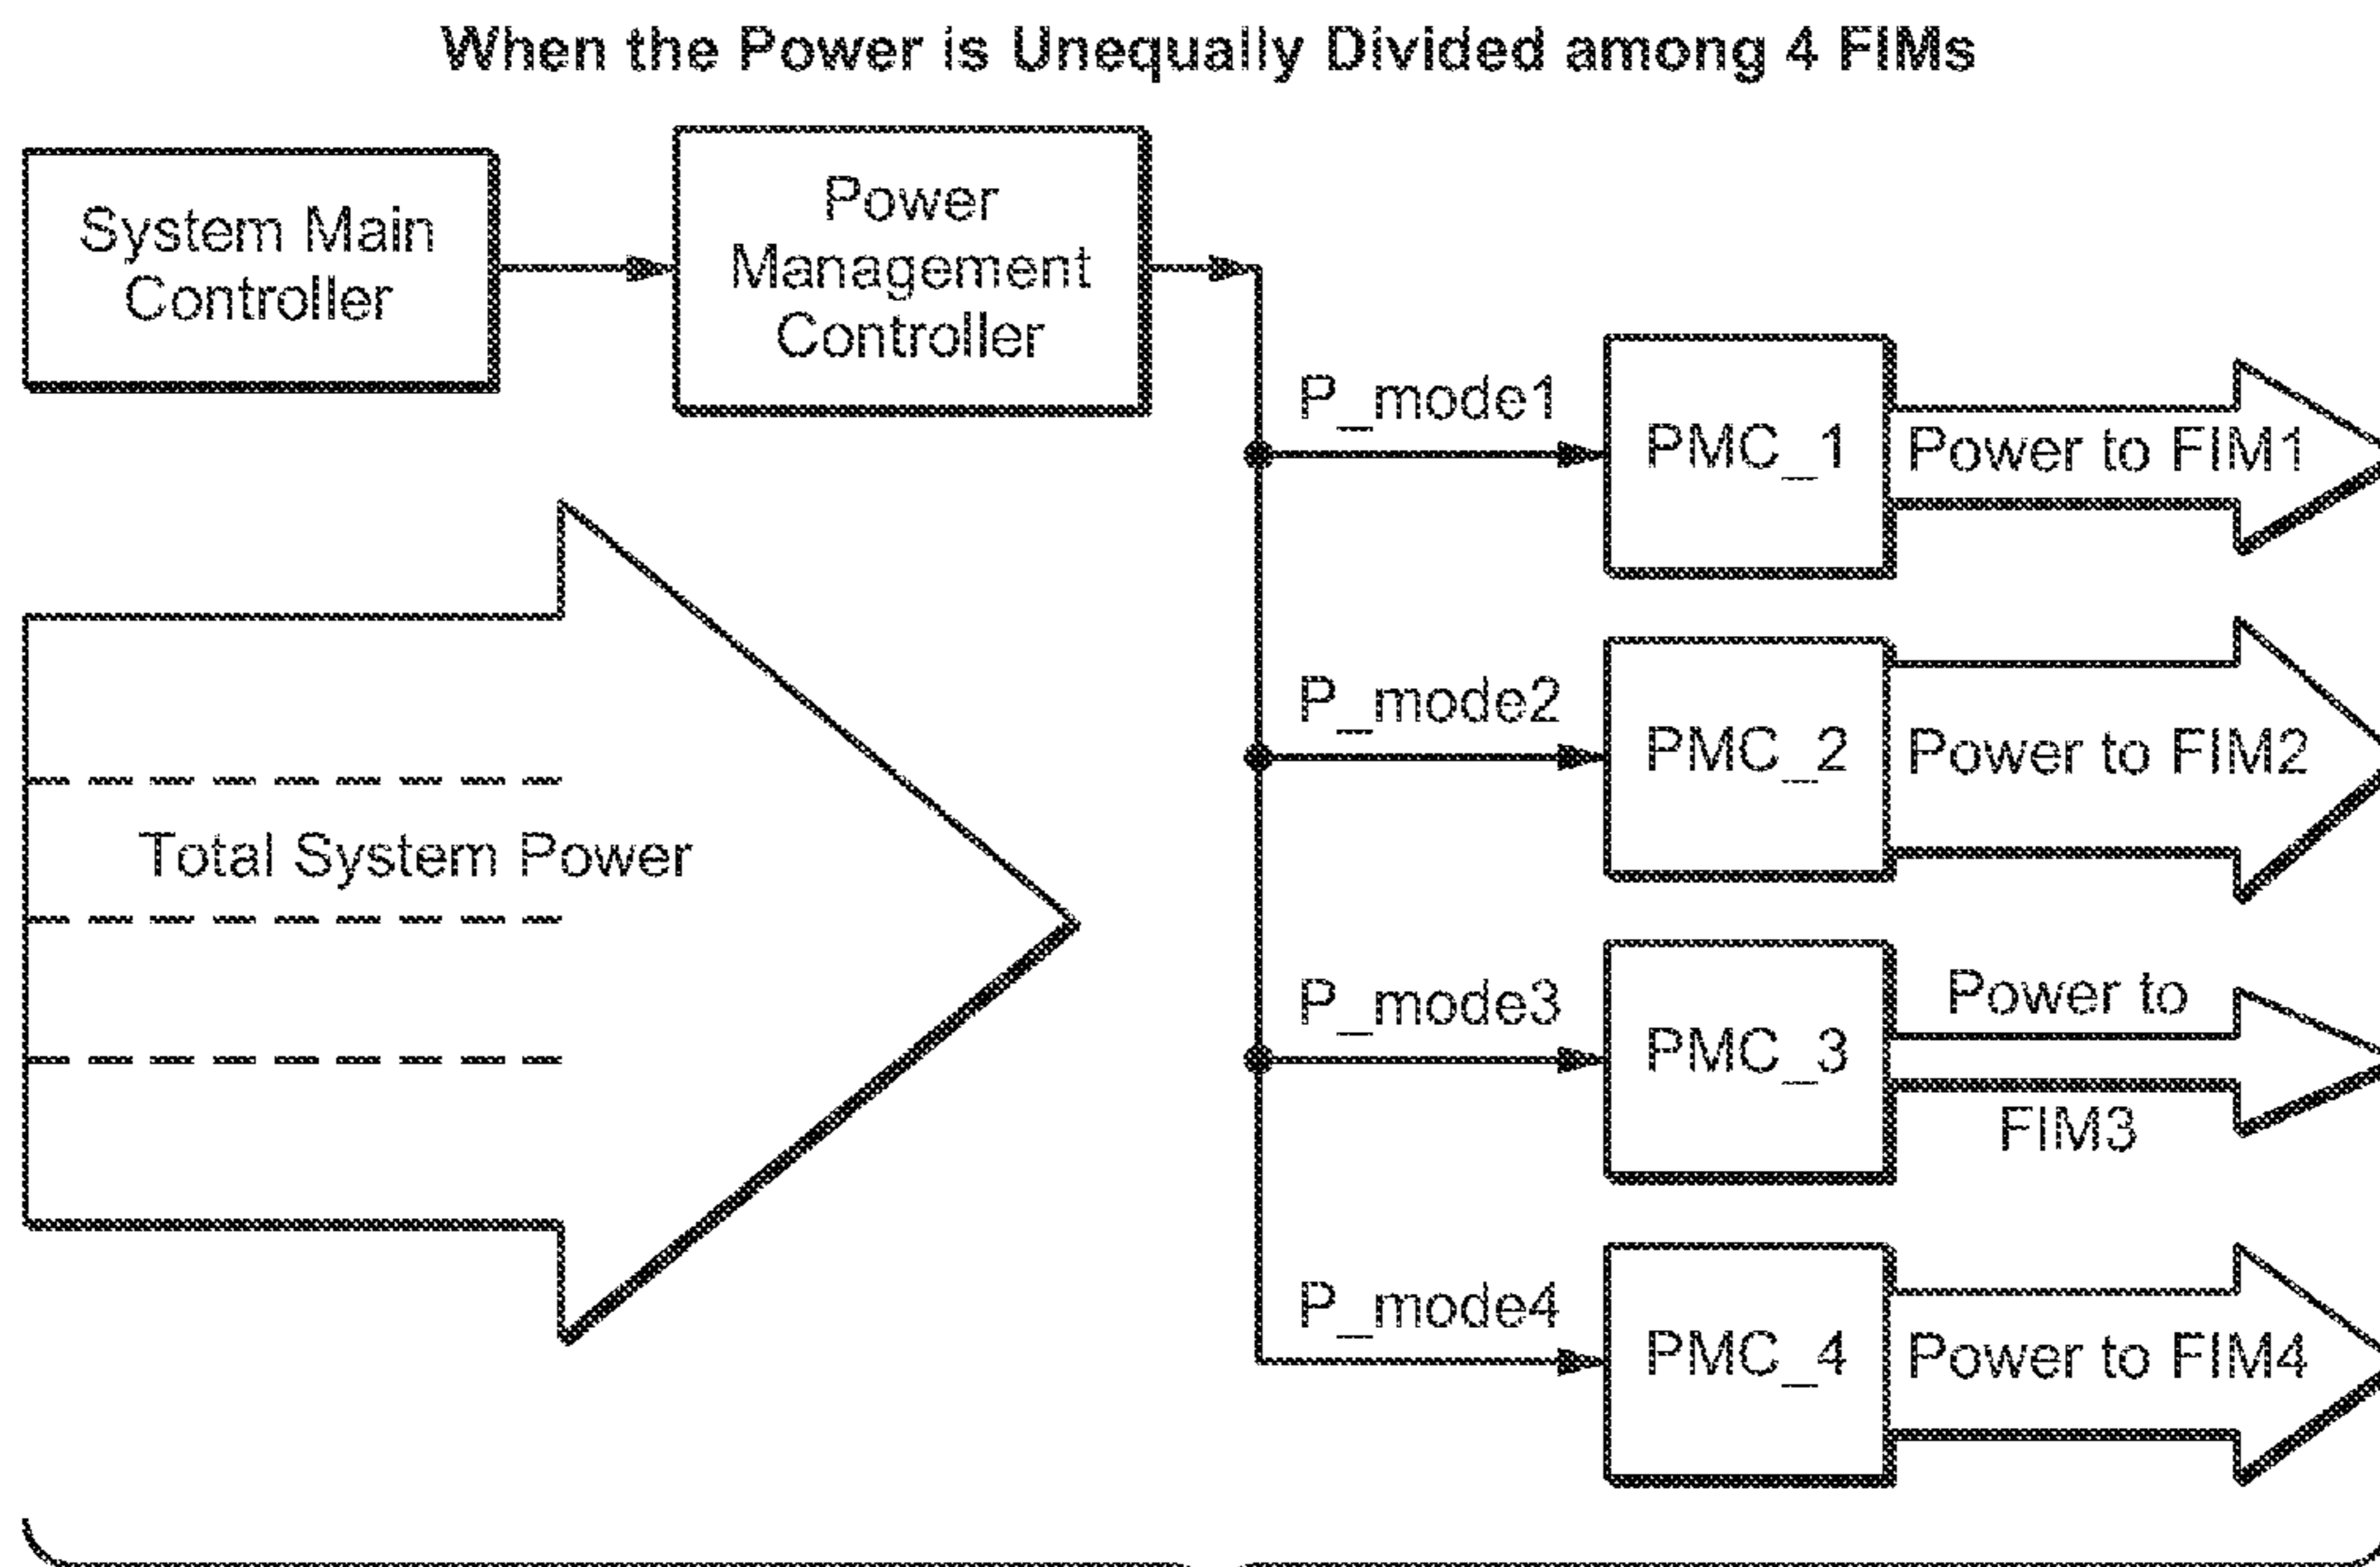 When the Power is Unequally Divided among 4 FIMs
System Main
Controller
Power
Management
Controller
P_mode1
PMC_1
Power to FIM1
P_mode2
PMC_2
Power to FIM2
Total System Power
P_mode3
PMC_3
Power to
FIM3
P_mode4
PMC_4
Power to FIM4